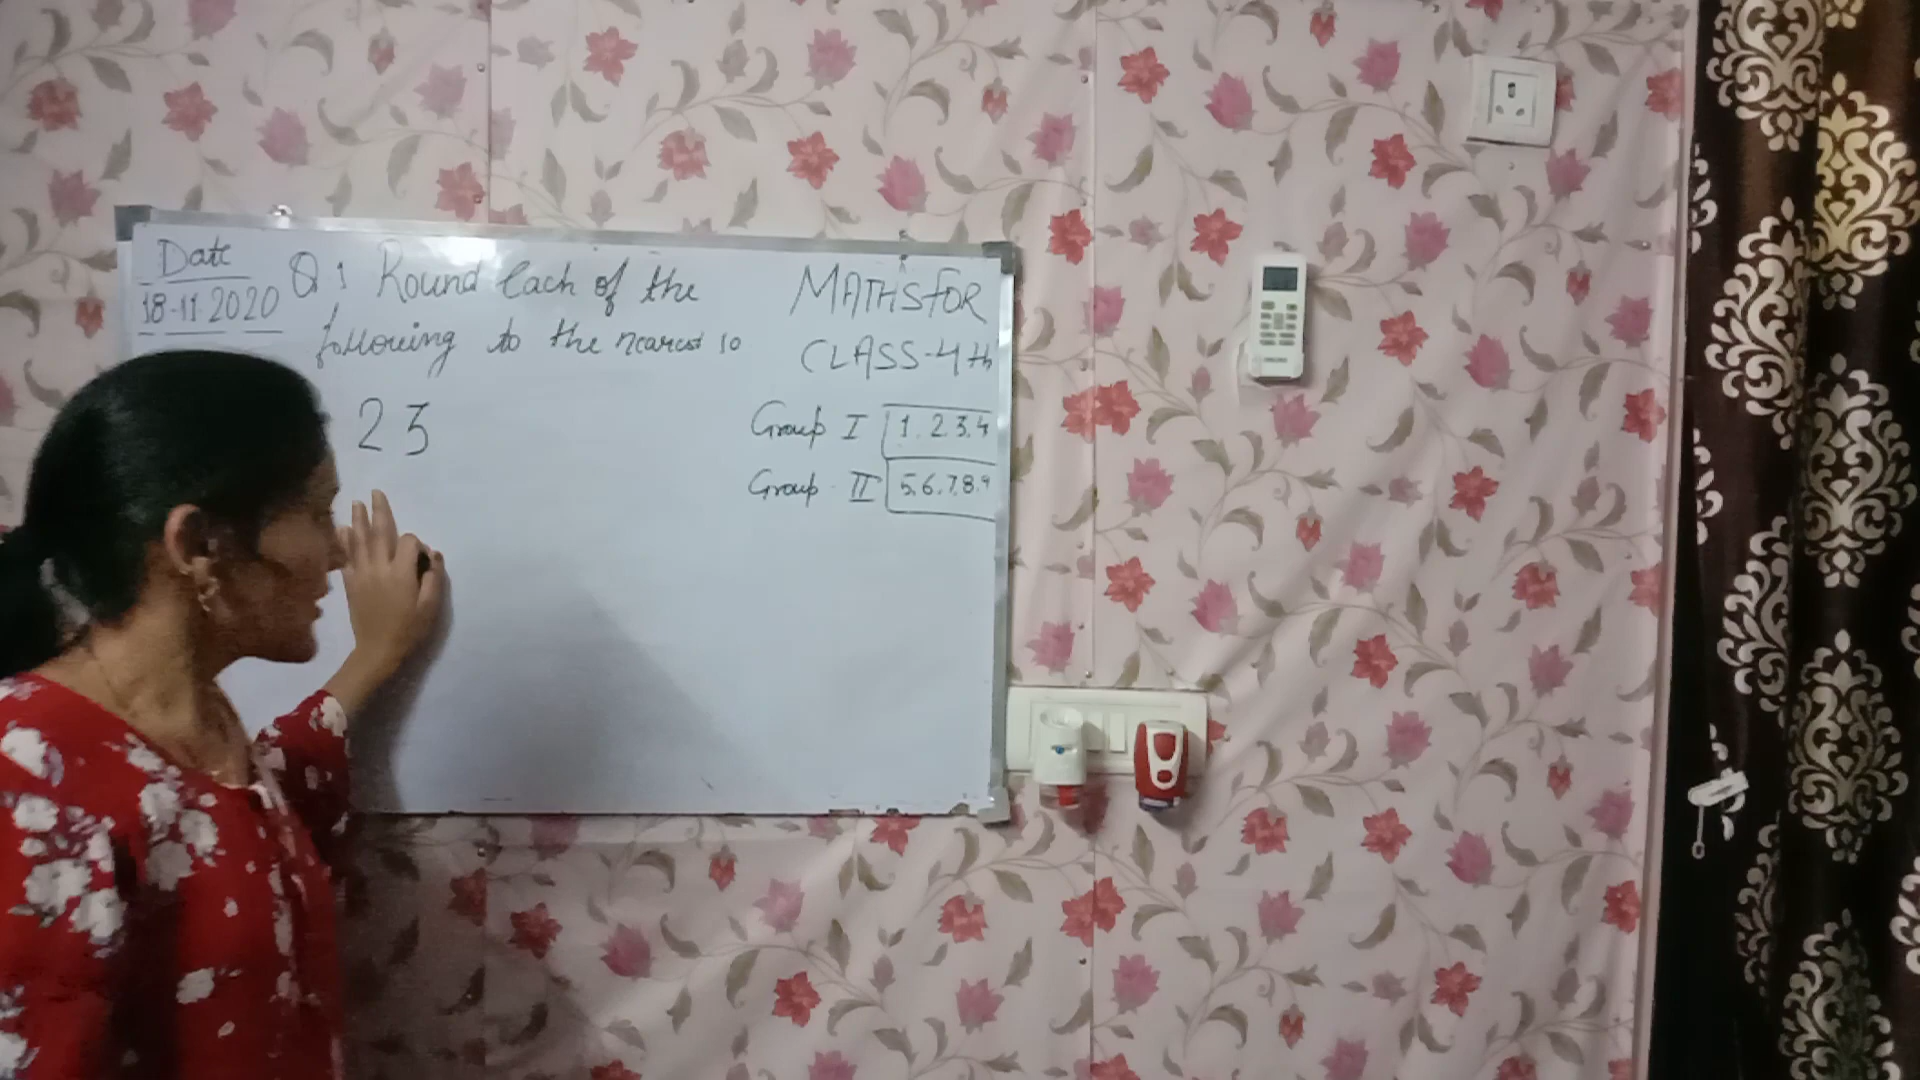 Date
18-11-2020
Q 1 Round Each of the
following to the nearest 10
23
MATHS FOR
CLASS-4th
Group I 1, 2, 3, 4
Group - II 5, 6, 7, 8, 9